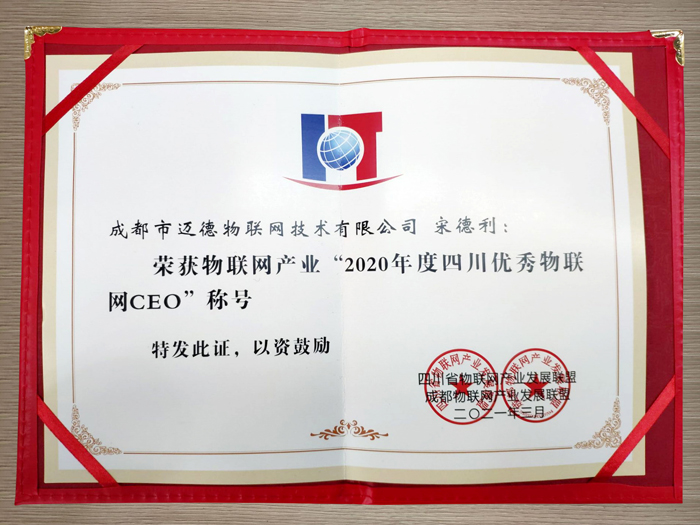 IOT
成都市迈德物联网技术有限公司 宋德利：
荣获物联网产业“2020年度四川优秀物联
网CEO”称号
特发此证，以资鼓励
四川省物联网产业发展联盟
成都物联网产业发展联盟
二〇二一年三月